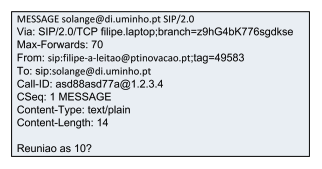 MESSAGE solange@di.uminho.pt SIP/2.0
Via: SIP/2.0/TCP filipe.laptop;branch=z9hG4bK776sgdkse
Max-Forwards: 70
From: sip:filipe-a-leitao@ptinovacao.pt;tag=49583
To: sip:solange@di.uminho.pt
Call-ID: asd88asd77a@1.2.3.4
CSeq: 1 MESSAGE
Content-Type: text/plain
Content-Length: 14

Reuniao as 10?